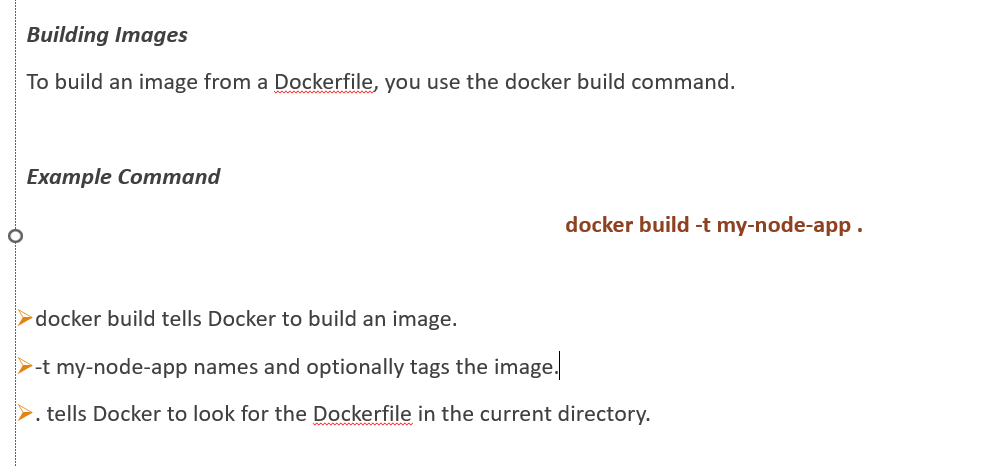 Building Images
To build an image from a Dockerfile, you use the docker build command.
Example Command
docker build -t my-node-app .
docker build tells Docker to build an image.
-t my-node-app names and optionally tags the image.
. tells Docker to look for the Dockerfile in the current directory.